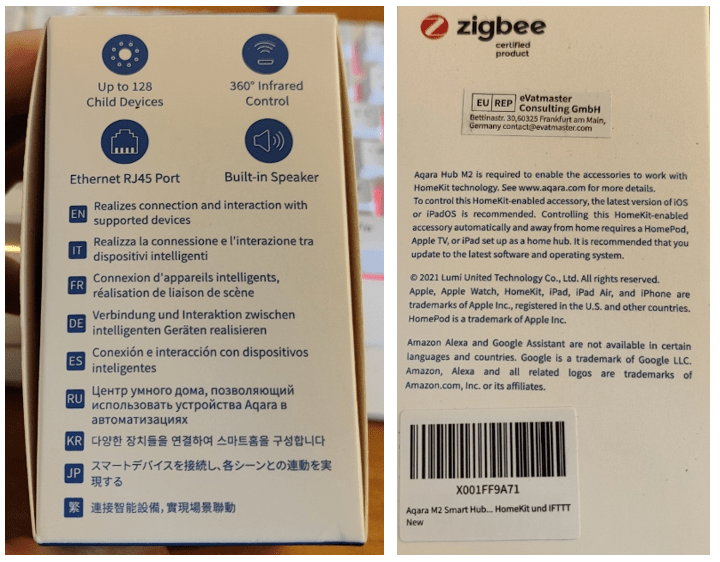 Up to 128
Child Devices
360° Infrared
Control
Ethernet RJ45 Port
Built-in Speaker
EN Realizes connection and interaction with
supported devices
IT Realizza la connessione e l'interazione tra
dispositivi intelligenti
FR Connexion d'appareils intelligents,
réalisation de liaison de scène
DE Verbindung und Interaktion zwischen
intelligenten Geräten realisieren
ES Conexión e interacción con dispositivos
inteligentes
RU Центр умного дома, позволяющий
использовать устройства Aqara в
автоматизациях
KR 다양한 장치들을 연결하여 스마트홈을 구성합니다
JP スマートデバイスを接続し、各シーンとの連動を実
現する
繁 連接智能設備，實現場景聯動
zigbee
certified
product
EU REP eVatmaster
Consulting GmbH
Bettinastr. 30,60325 Frankfurt am Main,
Germany contact@evatmaster.com
Aqara Hub M2 is required to enable the accessories to work with
HomeKit technology. See www.aqara.com for more details.
To control this HomeKit-enabled accessory, the latest version of iOS
or iPadOS is recommended. Controlling this HomeKit-enabled
accessory automatically and away from home requires a HomePod,
Apple TV, or iPad set up as a home hub. It is recommended that you
update to the latest software and operating system.
© 2021 Lumi United Technology Co., Ltd. All rights reserved.
Apple, Apple Watch, HomeKit, iPad, iPad Air, and iPhone are
trademarks of Apple Inc., registered in the U.S. and other countries.
HomePod is a trademark of Apple Inc.
Amazon Alexa and Google Assistant are not available in certain
languages and countries. Google is a trademark of Google LLC.
Amazon, Alexa and all related logos are trademarks of
Amazon.com, Inc. or its affiliates.
X001FF9A71
Aqara M2 Smart Hub... HomeKit und IFTTT
New